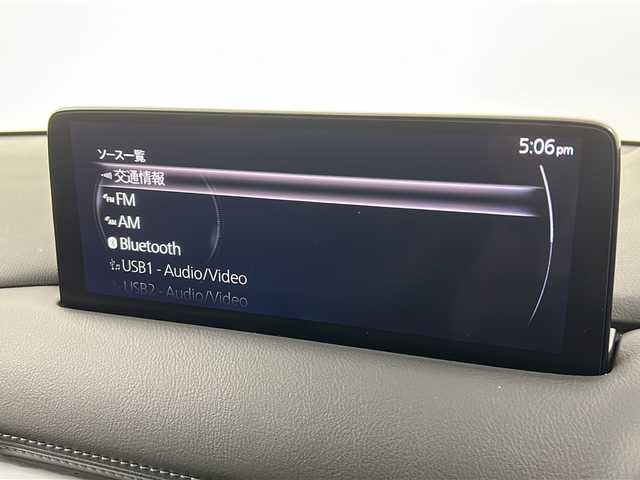 5:06pm
ソース一覧
交通情報
FM
AM
Bluetooth
USB1 - Audio/Video
USB2 - Audio/Video